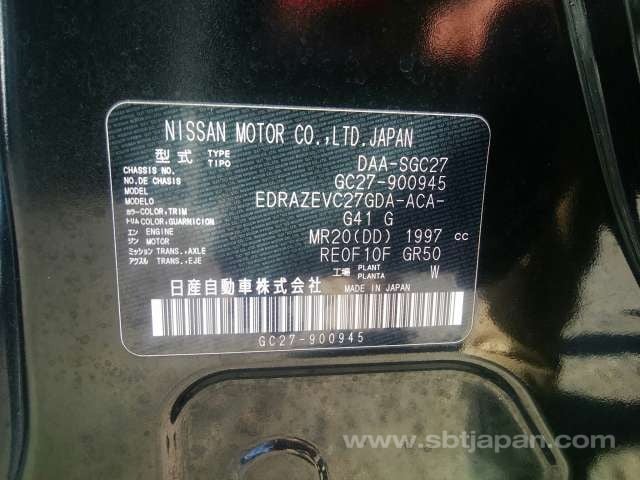 NISSAN MOTOR CO.,LTD.JAPAN
型式 TYPE TIPO DAA-SGC27
CHASSIS NO.
NO.DE CHASIS GC27-900945
MODEL
MODELO EDRAZEVC27GDA-ACA-
カラー COLOR,TRIM
トリム COLOR,GUARNICION G41 G
エン ENGINE
ジン MOTOR MR20(DD) 1997 cc
ミッション TRANS.,AXLE
アクスル TRANS.,EJE RE0F10F GR50
工場 PLANT PLANTA W
日産自動車株式会社 MADE IN JAPAN
GC27-900945
www.sbtjapan.com